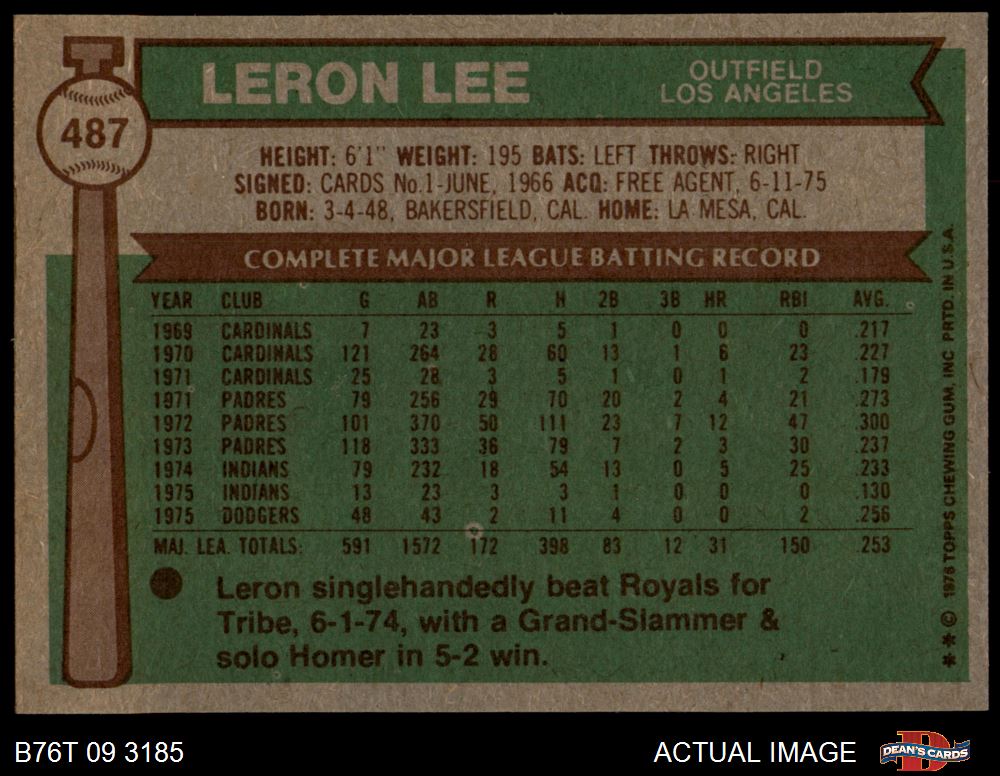 LERON LEE
OUTFIELD
LOS ANGELES
487
HEIGHT: 6'1" WEIGHT: 195 BATS: LEFT THROWS: RIGHT
SIGNED: CARDS No.1-JUNE, 1966 ACQ: FREE AGENT, 6-11-75
BORN: 3-4-48, BAKERSFIELD, CAL. HOME: LA MESA, CAL.
COMPLETE MAJOR LEAGUE BATTING RECORD
YEAR CLUB G AB R H 2B 3B HR RBI AVG.
1969 CARDINALS 7 23 3 5 1 0 0 0 .217
1970 CARDINALS 121 264 28 60 13 1 6 23 .227
1971 CARDINALS 25 28 3 5 1 0 1 2 .179
1971 PADRES 79 256 29 70 20 2 4 21 .273
1972 PADRES 101 370 50 111 23 7 12 47 .300
1973 PADRES 118 333 36 79 7 2 3 30 .237
1974 INDIANS 79 232 18 54 13 0 5 25 .233
1975 INDIANS 13 23 3 3 1 0 0 0 .130
1975 DODGERS 48 43 2 11 4 0 0 2 .256
MAJ. LEA. TOTALS: 591 1572 172 398 83 12 31 150 .253
Leron singlehandedly beat Royals for
Tribe, 6-1-74, with a Grand-Slammer &
solo Homer in 5-2 win.
** © 1976 TOPPS CHEWING GUM, INC PRTD. IN U.S.A.
B76T 09 3185
ACTUAL IMAGE
D
DEAN'S CARDS